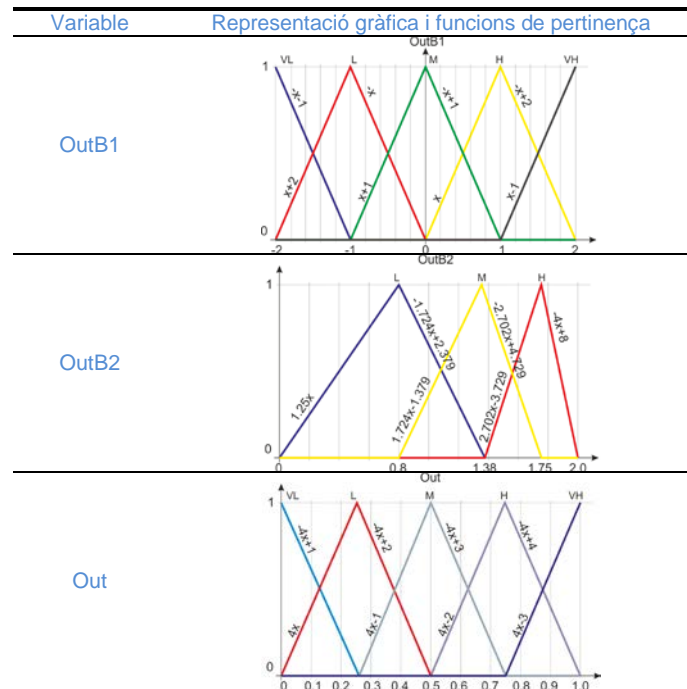 Variable Representació gràfica i funcions de pertinença
OutB1
VL L M H VH
1
-x-1 -x -x+1 -x+2
OutB1
x+2 x+1 x x-1
0
-2 -1 0 1 2
OutB2
L M H
1
-1.724x+2.379 -2.702x+4.729 -4x+8
OutB2
1.25x 1.724x-1.379 2.702x-3.729
0
0 0.8 1.38 1.75 2.0
Out
VL L M H VH
1
-4x+1 -4x+2 -4x+3 -4x+4
Out
4x 4x-1 4x-2 4x-3
0
0 0.1 0.2 0.3 0.4 0.5 0.6 0.7 0.8 0.9 1.0